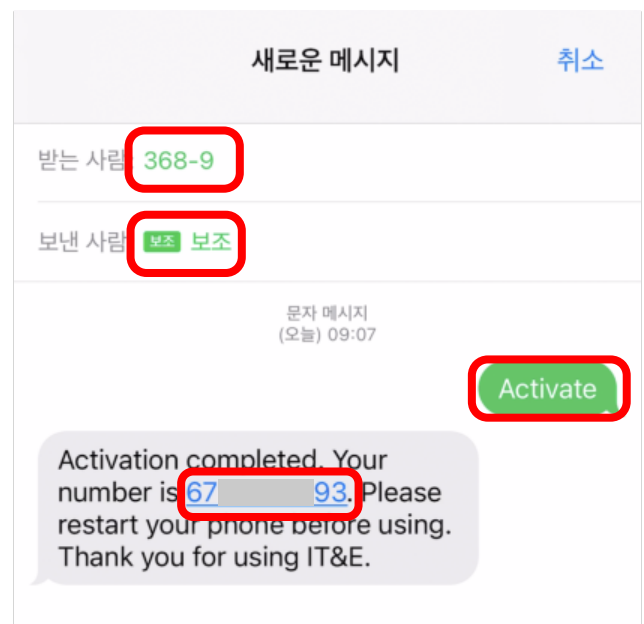 새로운 메시지 취소
받는 사람: 368-9
보낸 사람: 보조 보조
문자 메시지
(오늘) 09:07
Activate
Activation completed. Your
number is 67 93. Please
restart your phone before using.
Thank you for using IT&E.